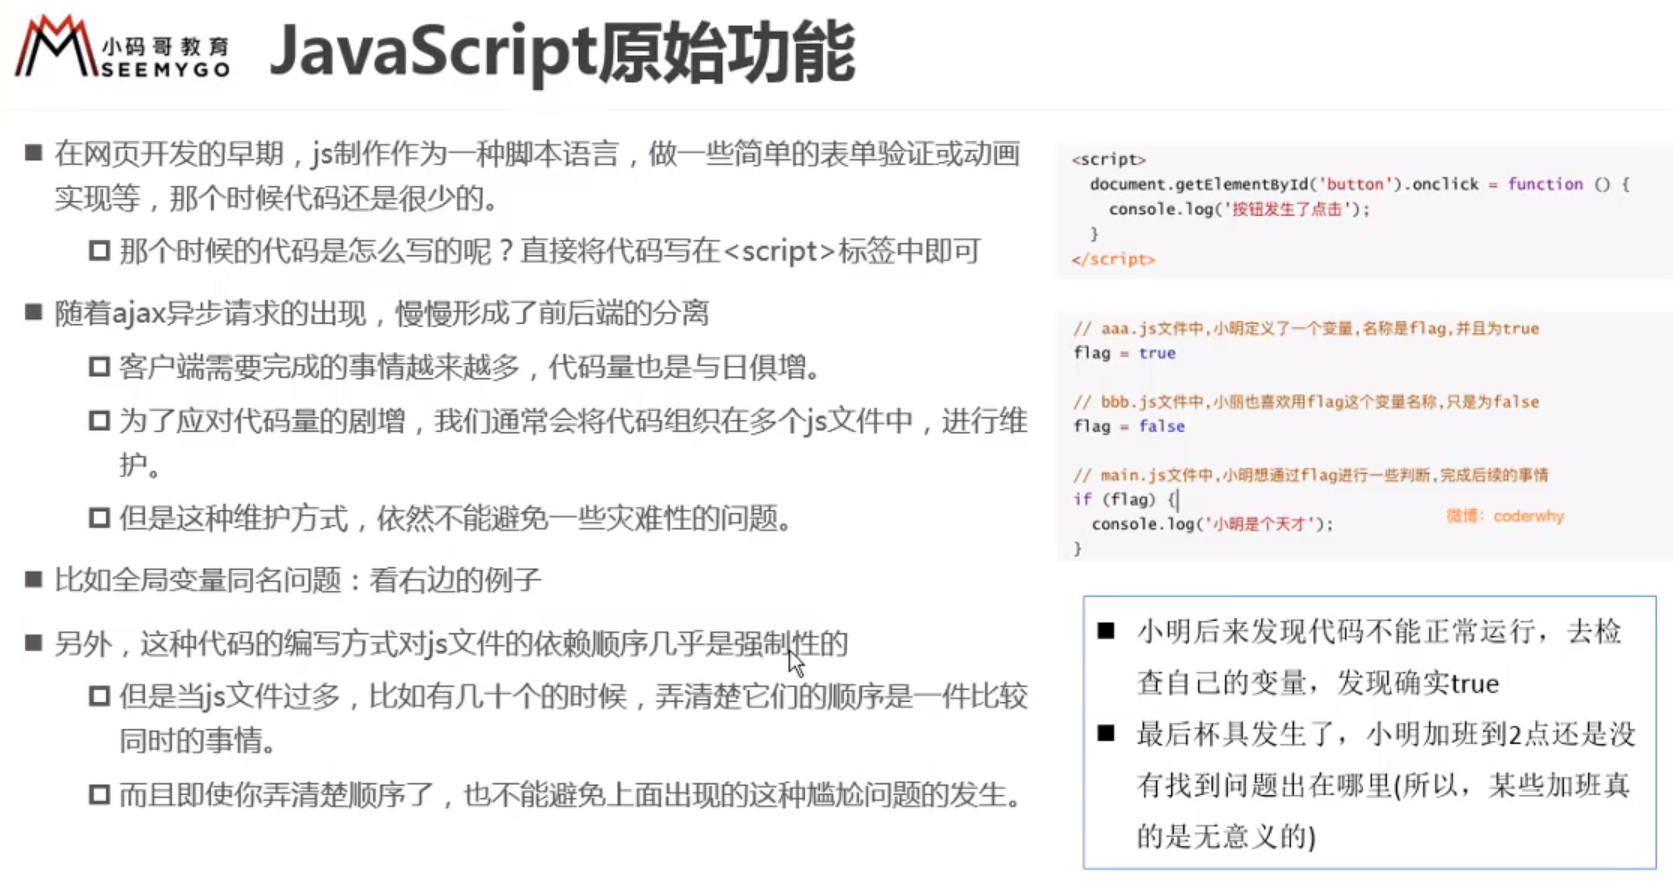 小码哥教育
SEEMYGO
JavaScript原始功能
在网页开发的早期，js制作作为一种脚本语言，做一些简单的表单验证或动画
实现等，那个时候代码还是很少的。
那个时候的代码是怎么写的呢？直接将代码写在<script>标签中即可
随着ajax异步请求的出现，慢慢形成了前后端的分离
客户端需要完成的事情越来越多，代码量也是与日俱增。
为了应对代码量的剧增，我们通常会将代码组织在多个js文件中，进行维
护。
但是这种维护方式，依然不能避免一些灾难性的问题。
比如全局变量同名问题：看右边的例子
另外，这种代码的编写方式对js文件的依赖顺序几乎是强制性的
但是当js文件过多，比如有几十个的时候，弄清楚它们的顺序是一件比较
同时的事情。
而且即使你弄清楚顺序了，也不能避免上面出现的这种尴尬问题的发生。
<script>
document.getElementById('button').onclick = function () {
console.log('按钮发生了点击');
}
</script>
// aaa.js文件中,小明定义了一个变量,名称是flag,并且为true
flag = true
// bbb.js文件中,小丽也喜欢用flag这个变量名称,只是为false
flag = false
// main.js文件中,小明想通过flag进行一些判断,完成后续的事情
if (flag) {
console.log('小明是个天才');
}
微博：coderwhy
小明后来发现代码不能正常运行，去检
查自己的变量，发现确实true
最后杯具发生了，小明加班到2点还是没
有找到问题出在哪里(所以，某些加班真
的是无意义的)